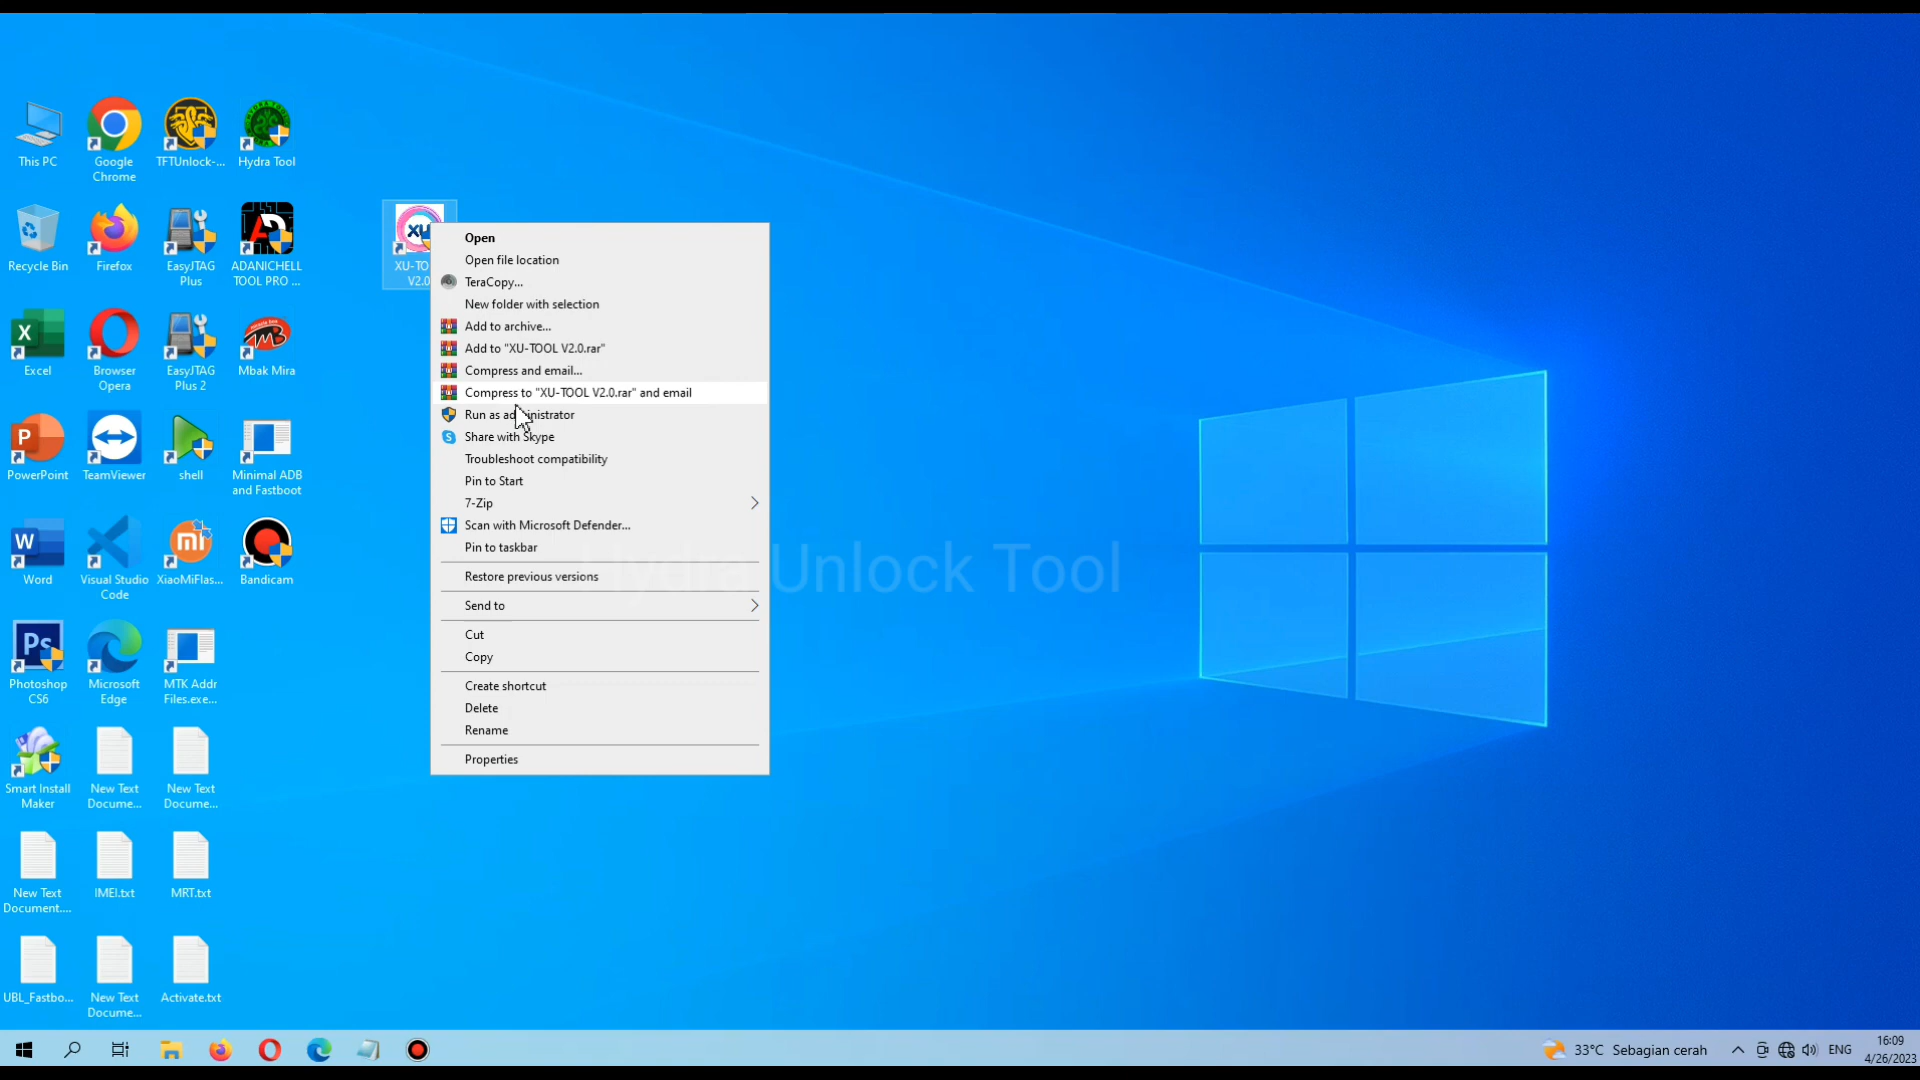 This PC
Google
Chrome
TFTUnlock-...
Hydra Tool
Recycle Bin
Firefox
EasyJTAG
Plus
ADANICHELL
TOOL PRO ...
XU
XU-TO
V2.0
Excel
Browser
Opera
EasyJTAG
Plus 2
Mbak Mira
PowerPoint
TeamViewer
shell
Minimal ADB
and Fastboot
Word
Visual Studio
Code
XiaoMiFlas...
Bandicam
Photoshop
CS6
Microsoft
Edge
MTK Addr
Files.exe...
Smart Install
Maker
New Text
Docume...
New Text
Docume...
New Text
Document....
IMEI.txt
MRT.txt
UBL_Fastbo...
New Text
Docume...
Activate.txt
Open
Open file location
TeraCopy...
New folder with selection
Add to archive...
Add to "XU-TOOL V2.0.rar"
Compress and email...
Compress to "XU-TOOL V2.0.rar" and email
Run as administrator
Share with Skype
Troubleshoot compatibility
Pin to Start
7-Zip
Scan with Microsoft Defender...
Pin to taskbar
Restore previous versions
Send to
Cut
Copy
Create shortcut
Delete
Rename
Properties
Hydra Unlock Tool
33°C Sebagian cerah
ENG
16:09
4/26/2023